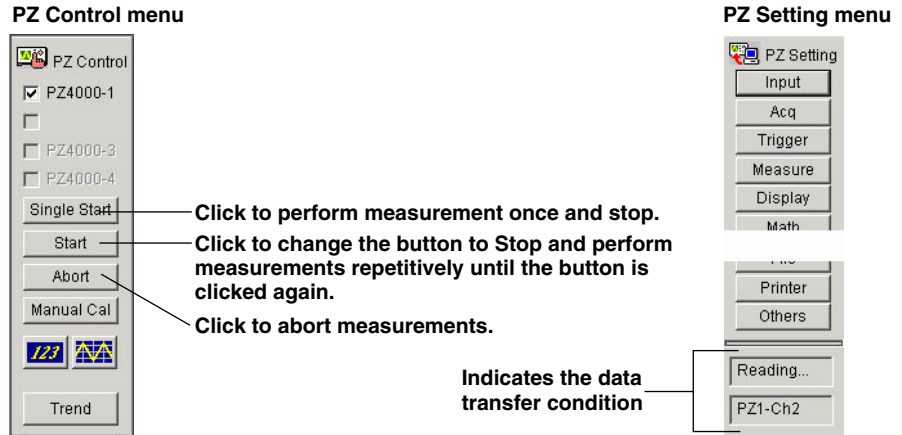 PZ Control menu
PZ Control
PZ4000-1
PZ4000-3
PZ4000-4
Single Start
Start
Abort
Manual Cal
123
Trend
Click to perform measurement once and stop.
Click to change the button to Stop and perform
measurements repetitively until the button is
clicked again.
Click to abort measurements.
PZ Setting menu
PZ Setting
Input
Acq
Trigger
Measure
Display
Math
Printer
Others
Indicates the data
transfer condition
Reading...
PZ1-Ch2